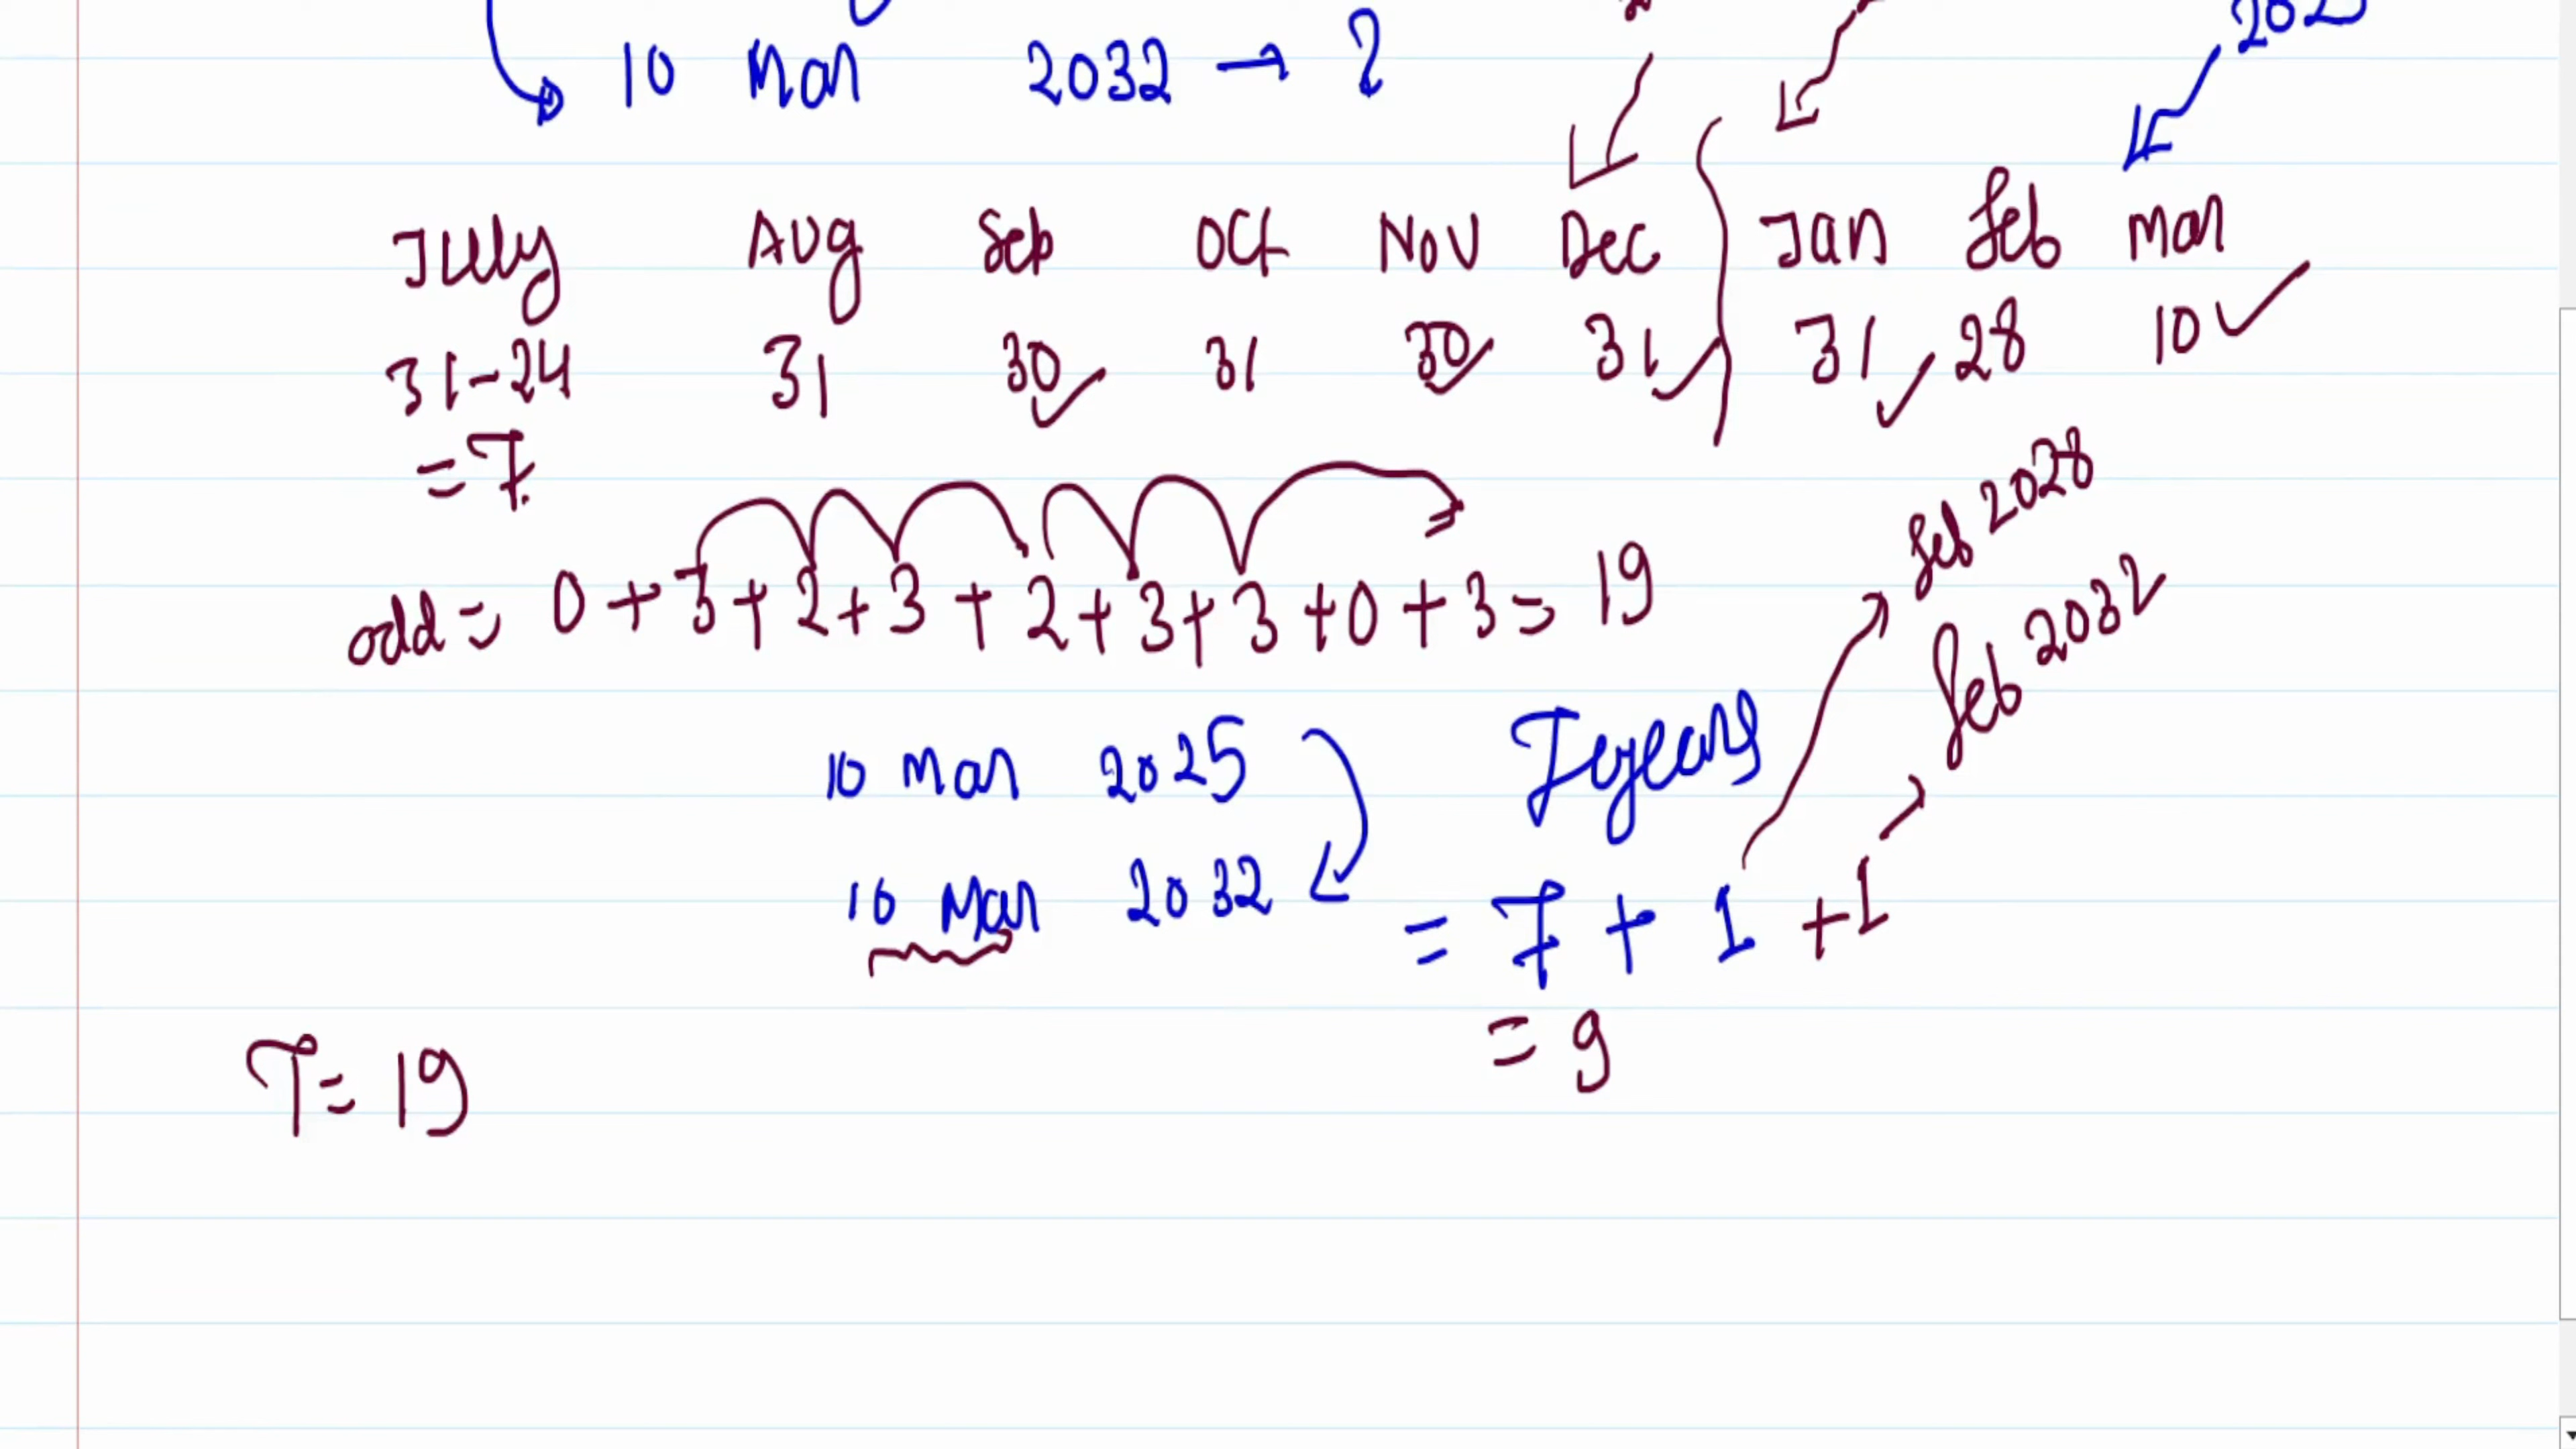 10 Mar 2032 → ?
July Aug Seb Oct Nov Dec Jan feb mar
31-24 31 30 31 30 31 31 28 10
=7
feb 2028
odd = 0 + 3 + 2 + 3 + 2 + 3 + 3 + 0 + 3 = 19
feb 2032
10 Mar 2025 7years
10 Mar 2032 = 7 + 1 + 1
= 9
T = 19